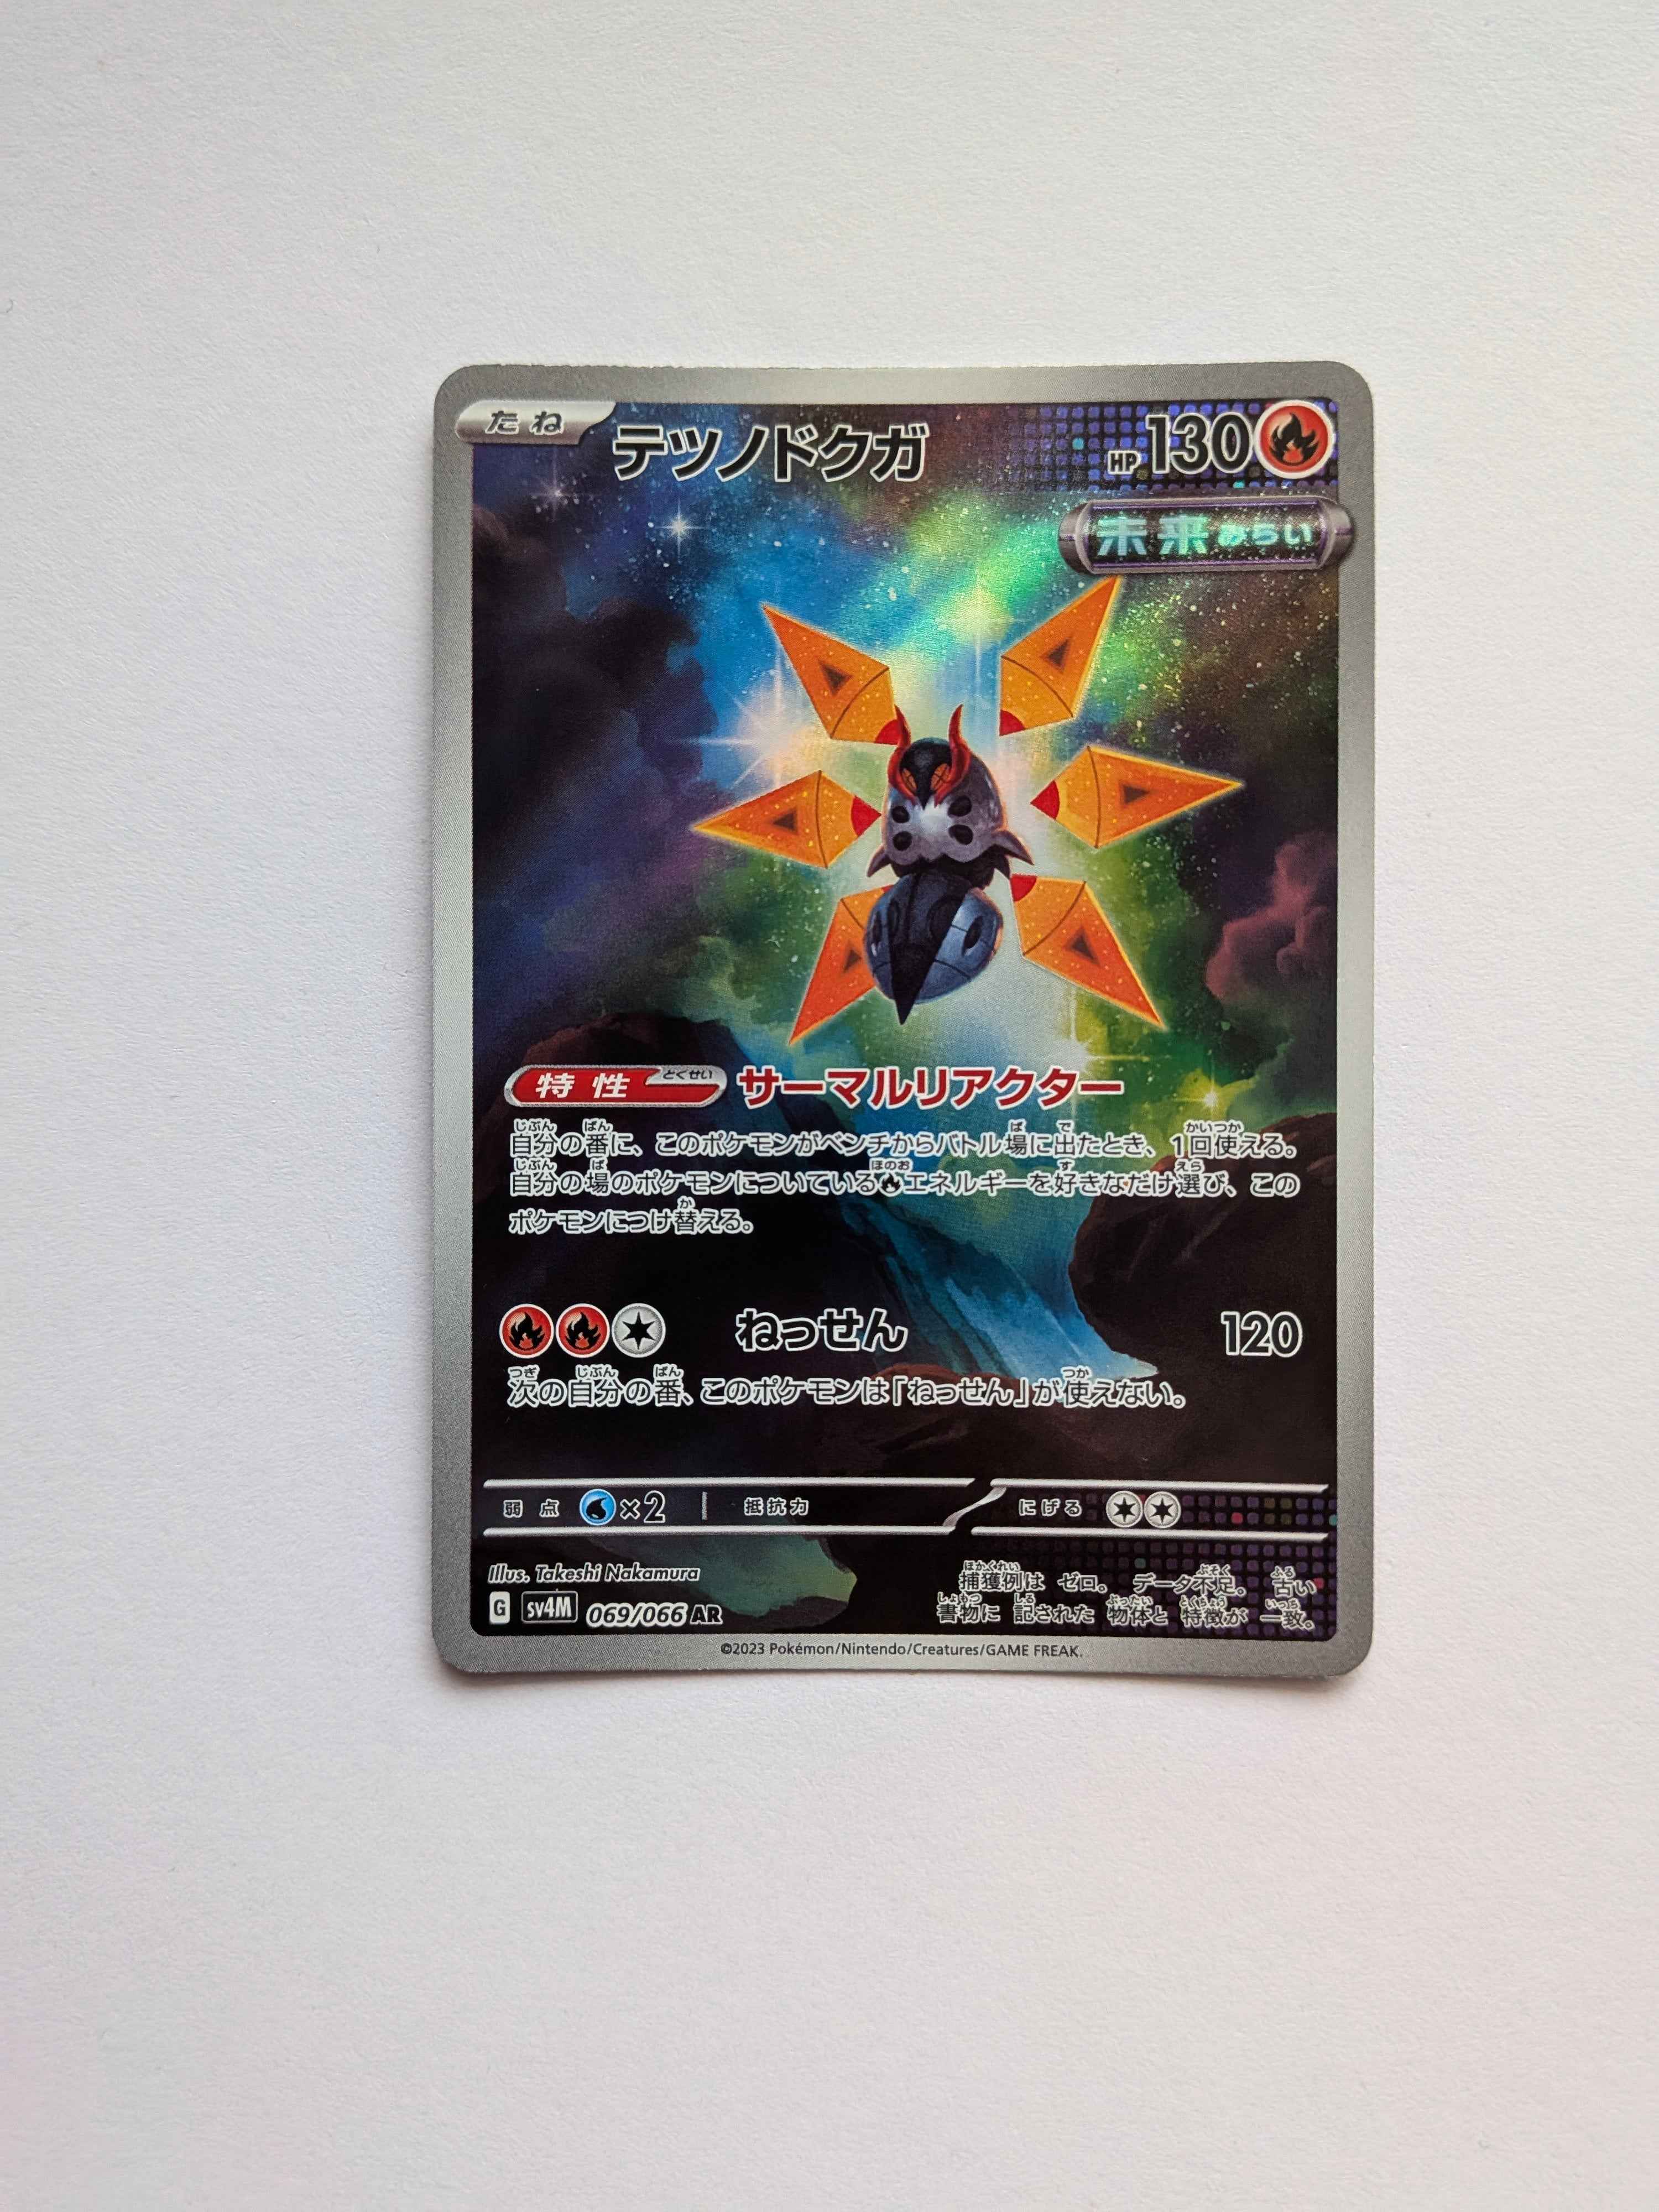 たね
テツノドクガ
HP 130
未来 みらい
特性 とくせい サーマルリアクター
自分の番に、このポケモンがベンチからバトル場に出たとき、1回使える。
自分の場のポケモンについている エネルギーを好きなだけ選び、この
ポケモンにつけ替える。
ねっせん 120
次の自分の番、このポケモンは「ねっせん」が使えない。
弱点 ×2 抵抗力 にげる
Illus. Takeshi Nakamura
G sv4M 069/066 AR
捕獲例は ゼロ。 データ不足。 古い
書物に 記された 物体と 特徴が 一致。
©2023 Pokémon/Nintendo/Creatures/GAME FREAK.